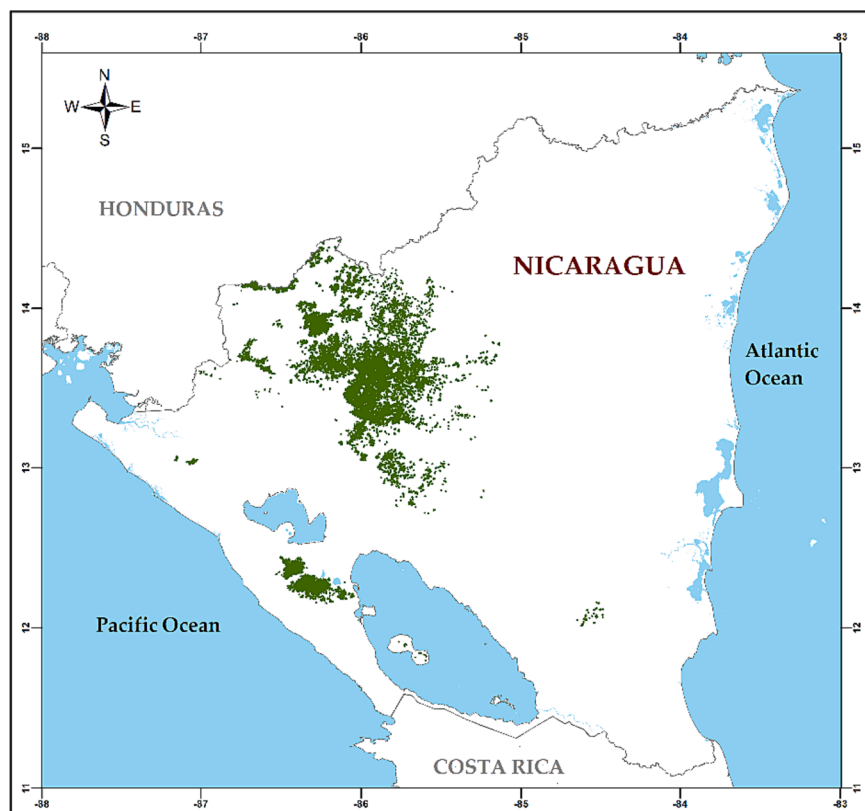 -88 -87 -86 -85 -84 -83
N
W E
S
15 15
HONDURAS
NICARAGUA
14 14
Atlantic
Ocean
13 13
12 12
Pacific Ocean
COSTA RICA
11 11
-88 -87 -86 -85 -84 -83